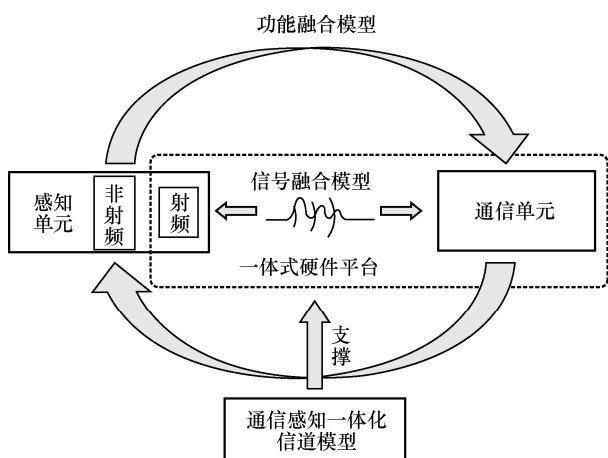 功能融合模型
信号融合模型
感知
单元
非
射
频
射
频
通信单元
一体式硬件平台
支
撑
通信感知一体化
信道模型